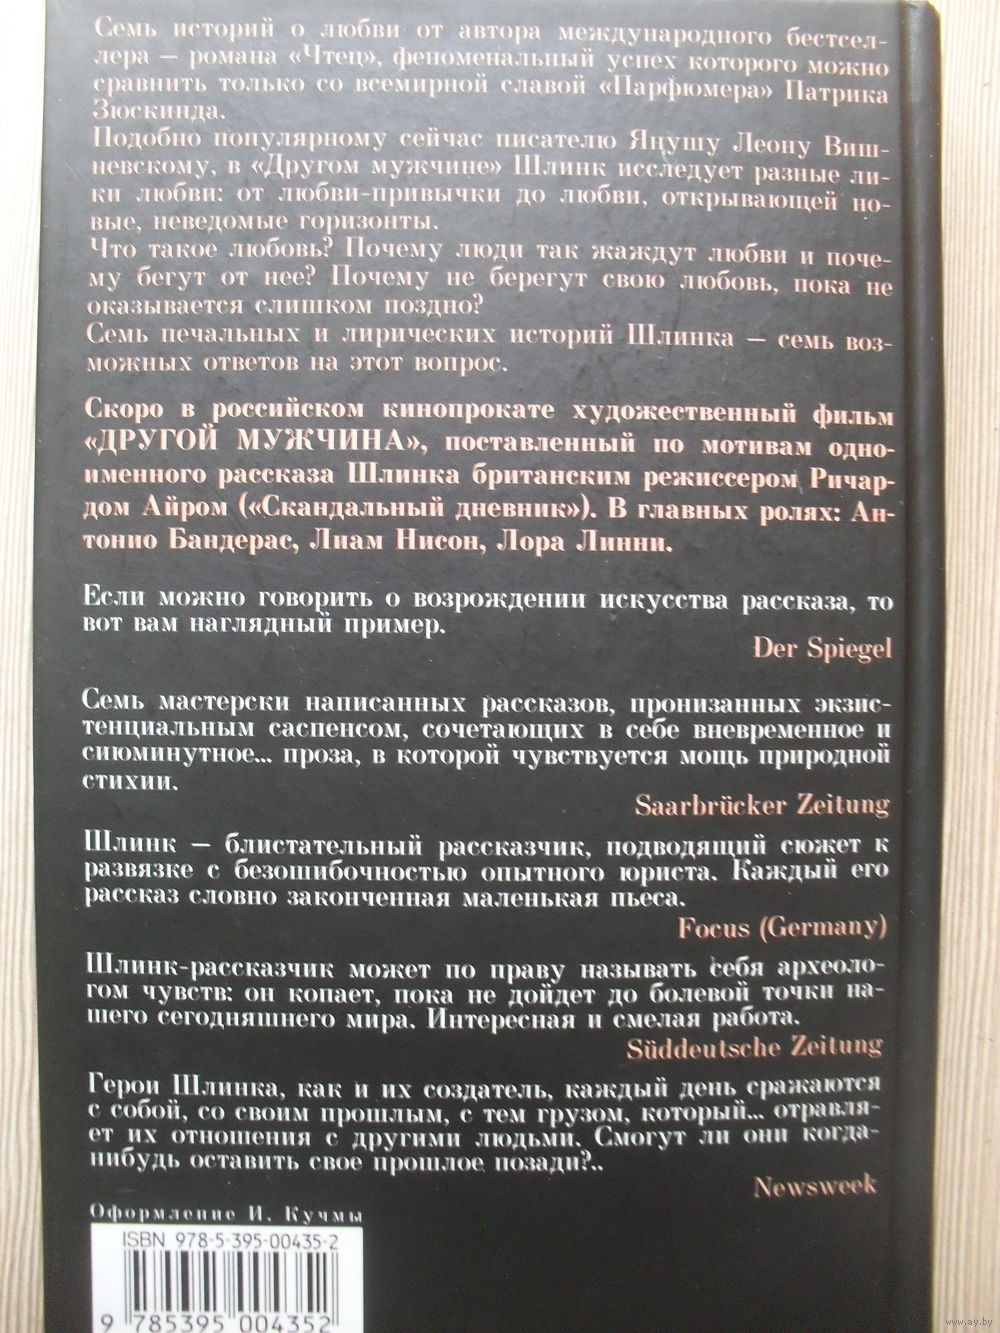 Семь историй о любви от автора международного бестсел-
лера — романа «Чтец», феноменальный успех которого можно
сравнить только со всемирной славой «Парфюмера» Патрика
Зюскинда.
Подобно популярному сейчас писателю Янушу Леону Виш-
невскому, в «Другом мужчине» Шлинк исследует разные ли-
ки любви: от любви-привычки до любви, открывающей но-
вые, неведомые горизонты.
Что такое любовь? Почему люди так жаждут любви и поче-
му бегут от нее? Почему не берегут свою любовь, пока не
оказывается слишком поздно?
Семь печальных и лирических историй Шлинка — семь воз-
можных ответов на этот вопрос.
Скоро в российском кинопрокате художественный фильм
«ДРУГОЙ МУЖЧИНА», поставленный по мотивам одно-
именного рассказа Шлинка британским режиссером Ричар-
дом Айром («Скандальный дневник»). В главных ролях: Ан-
тонио Бандерас, Лиам Нисон, Лора Линни.
Если можно говорить о возрождении искусства рассказа, то
вот вам наглядный пример.
Der Spiegel
Семь мастерски написанных рассказов, пронизанных экзис-
тенциальным саспенсом, сочетающих в себе вневременное и
сиюминутное... проза, в которой чувствуется мощь природной
стихии.
Saarbrücker Zeitung
Шлинк — блистательный рассказчик, подводящий сюжет к
развязке с безошибочностью опытного юриста. Каждый его
рассказ словно законченная маленькая пьеса.
Focus (Germany)
Шлинк-рассказчик может по праву называть себя археоло-
гом чувств: он копает, пока не дойдет до болевой точки на-
шего сегодняшнего мира. Интересная и смелая работа.
Süddeutsche Zeitung
Герои Шлинка, как и их создатель, каждый день сражаются
с собой, со своим прошлым, с тем грузом, который... отравля-
ет их отношения с другими людьми. Смогут ли они когда-
нибудь оставить свое прошлое позади?..
Newsweek
Оформление И. Кучмы
ISBN 978-5-395-00435-2
9 785395 004352
www.ay.by